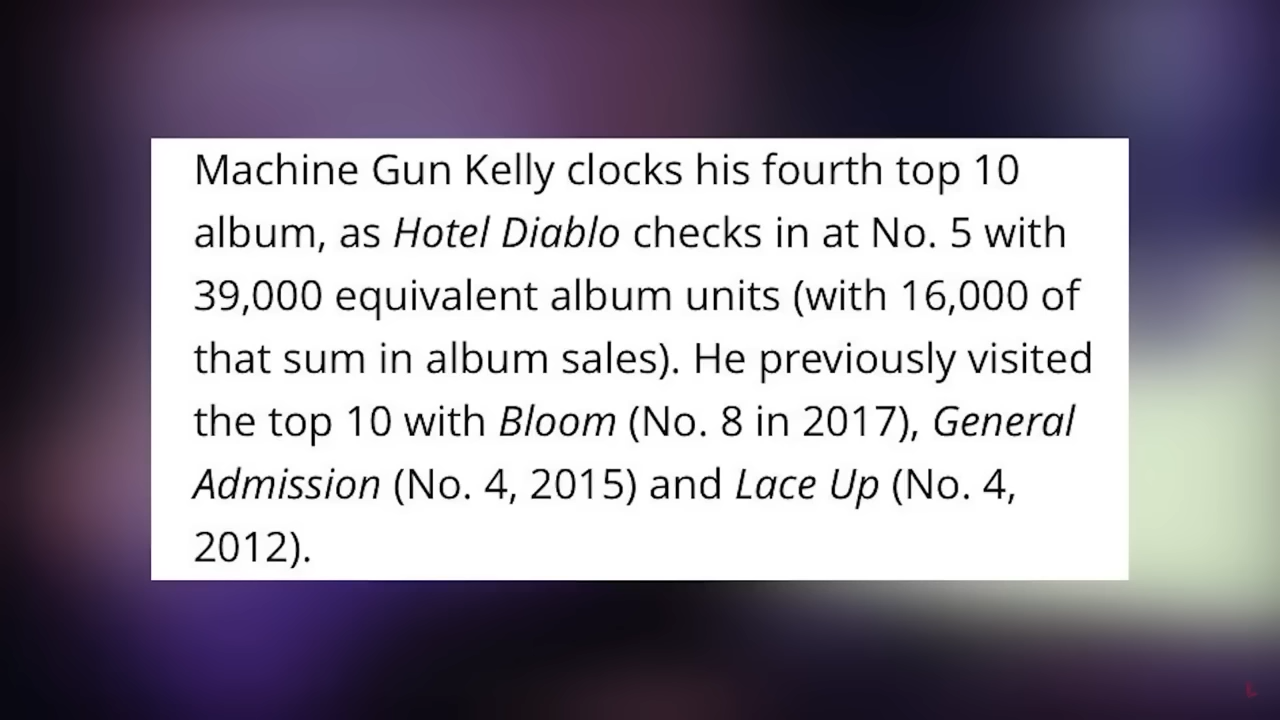 Machine Gun Kelly clocks his fourth top 10
album, as Hotel Diablo checks in at No. 5 with
39,000 equivalent album units (with 16,000 of
that sum in album sales). He previously visited
the top 10 with Bloom (No. 8 in 2017), General
Admission (No. 4, 2015) and Lace Up (No. 4,
2012).